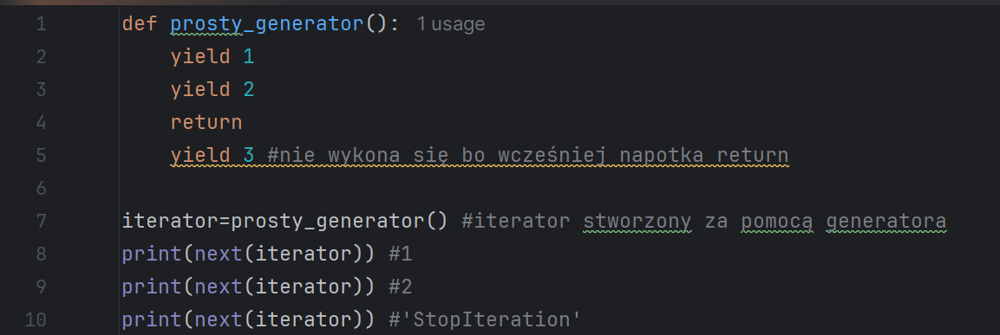 1 def prosty_generator(): 1 usage
2 yield 1
3 yield 2
4 return
5 yield 3 #nie wykona się bo wcześniej napotka return
6
7 iterator=prosty_generator() #iterator stworzony za pomocą generatora
8 print(next(iterator)) #1
9 print(next(iterator)) #2
10 print(next(iterator)) #'StopIteration'